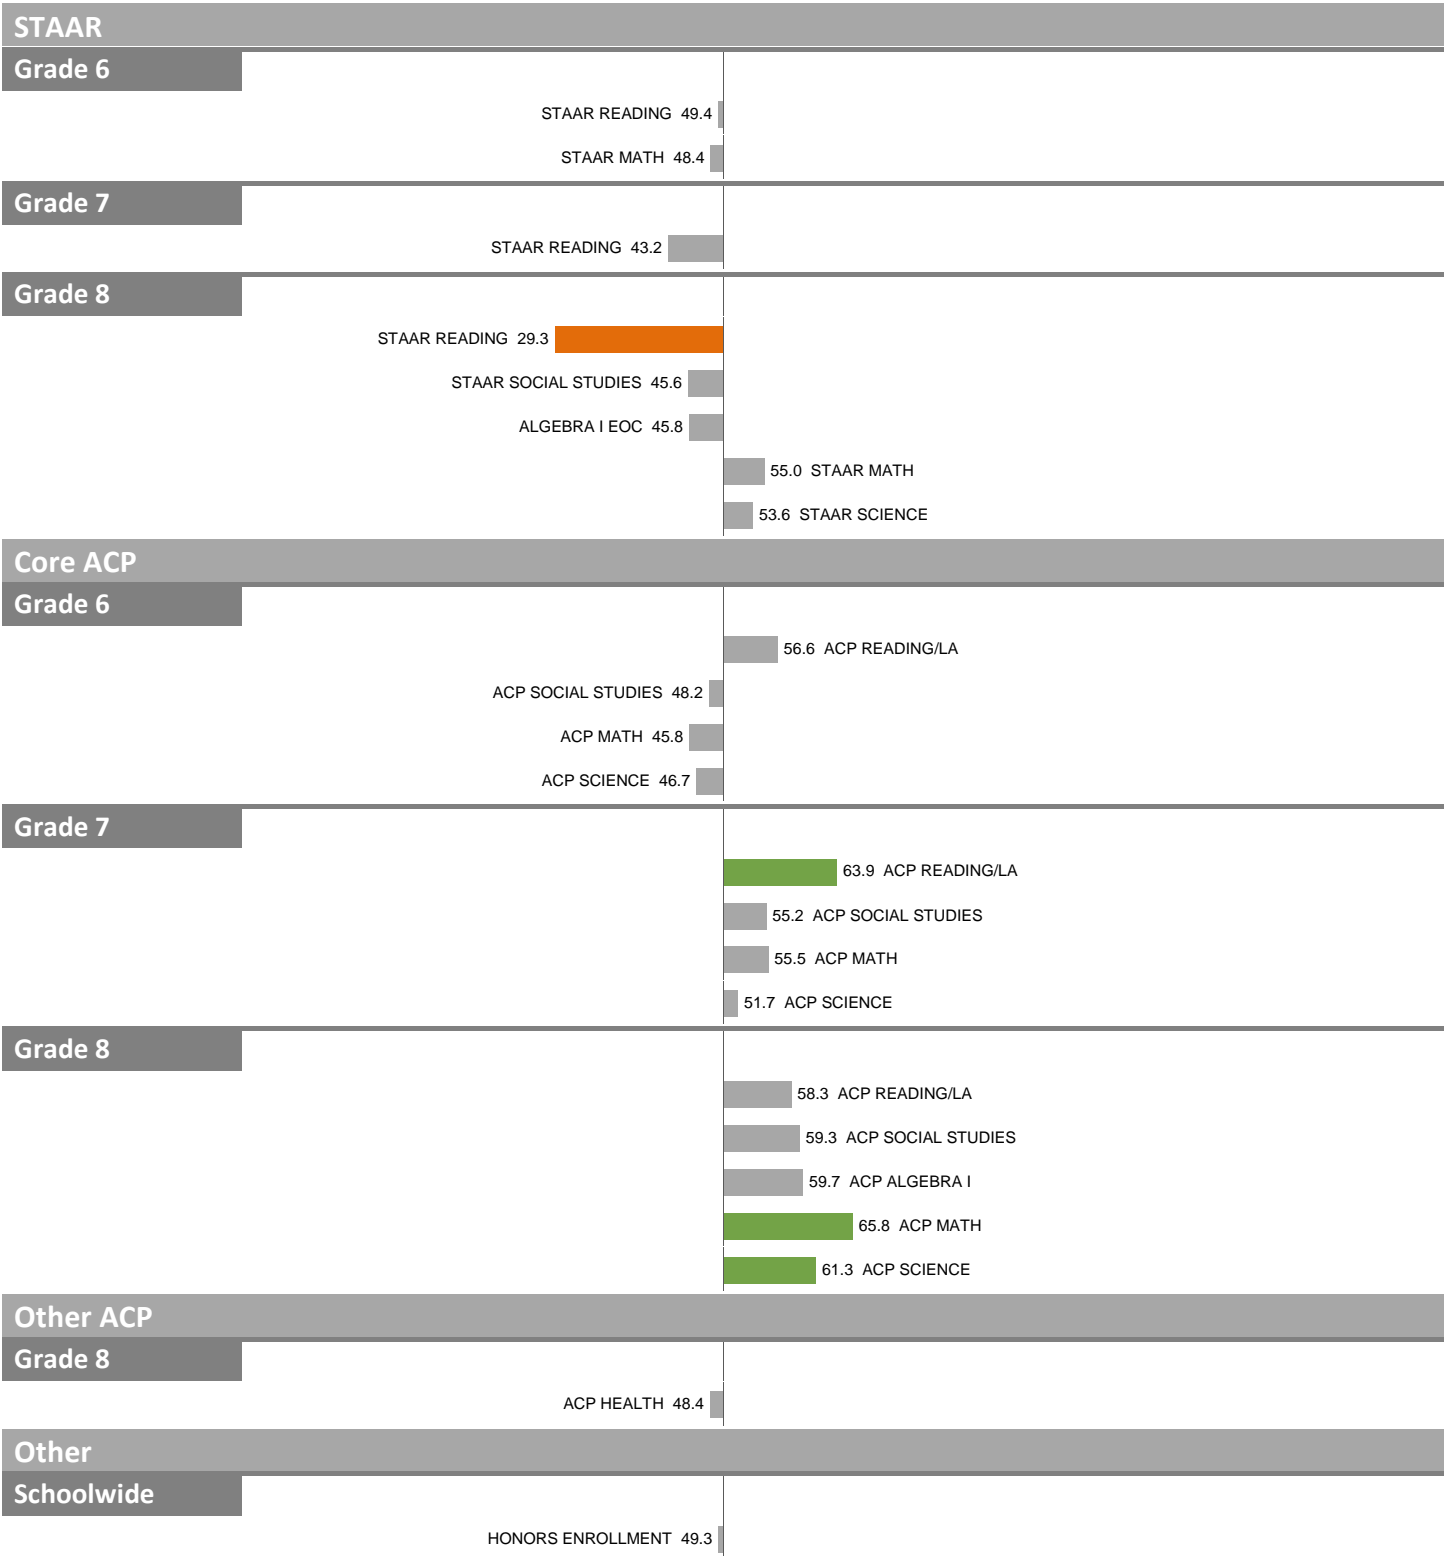 STAAR
Grade 6
STAAR READING 49.4
STAAR MATH 48.4
Grade 7
STAAR READING 43.2
Grade 8
STAAR READING 29.3
STAAR SOCIAL STUDIES 45.6
ALGEBRA I EOC 45.8
55.0 STAAR MATH
53.6 STAAR SCIENCE
Core ACP
Grade 6
56.6 ACP READING/LA
ACP SOCIAL STUDIES 48.2
ACP MATH 45.8
ACP SCIENCE 46.7
Grade 7
63.9 ACP READING/LA
55.2 ACP SOCIAL STUDIES
55.5 ACP MATH
51.7 ACP SCIENCE
Grade 8
58.3 ACP READING/LA
59.3 ACP SOCIAL STUDIES
59.7 ACP ALGEBRA I
65.8 ACP MATH
61.3 ACP SCIENCE
Other ACP
Grade 8
ACP HEALTH 48.4
Other
Schoolwide
HONORS ENROLLMENT 49.3